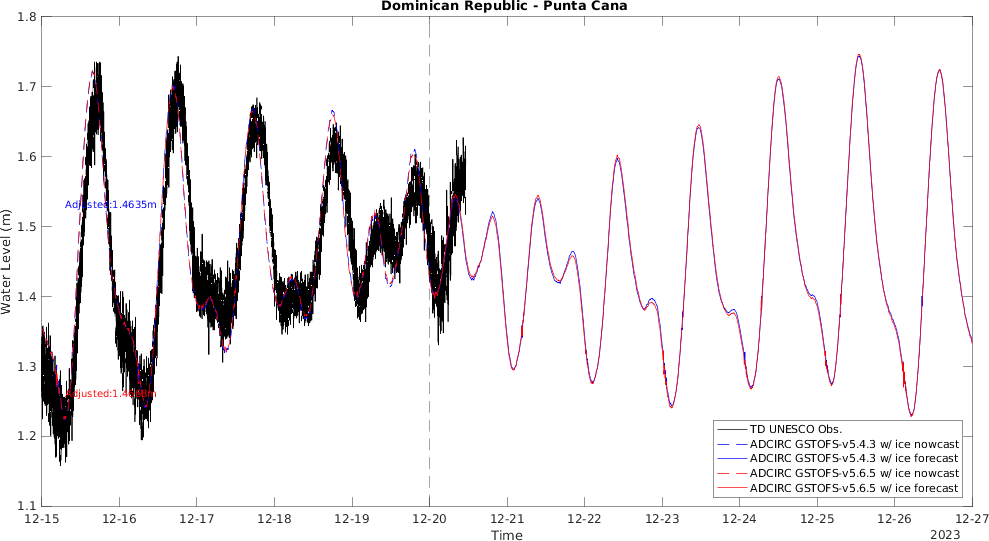 Dominican Republic - Punta Cana
Water Level (m)
1.8
1.7
1.6
1.5
1.4
1.3
1.2
1.1
Adjusted:1.4635m
12-15
12-16
12-17
12-18
12-19
12-20
12-21
12-22
12-23
12-24
12-25
12-26
12-27
Time
2023
TD UNESCO Obs.
ADCIRC GSTOFS-v5.4.3 w/ ice nowcast
ADCIRC GSTOFS-v5.4.3 w/ ice forecast
ADCIRC GSTOFS-v5.6.5 w/ ice nowcast
ADCIRC GSTOFS-v5.6.5 w/ ice forecast